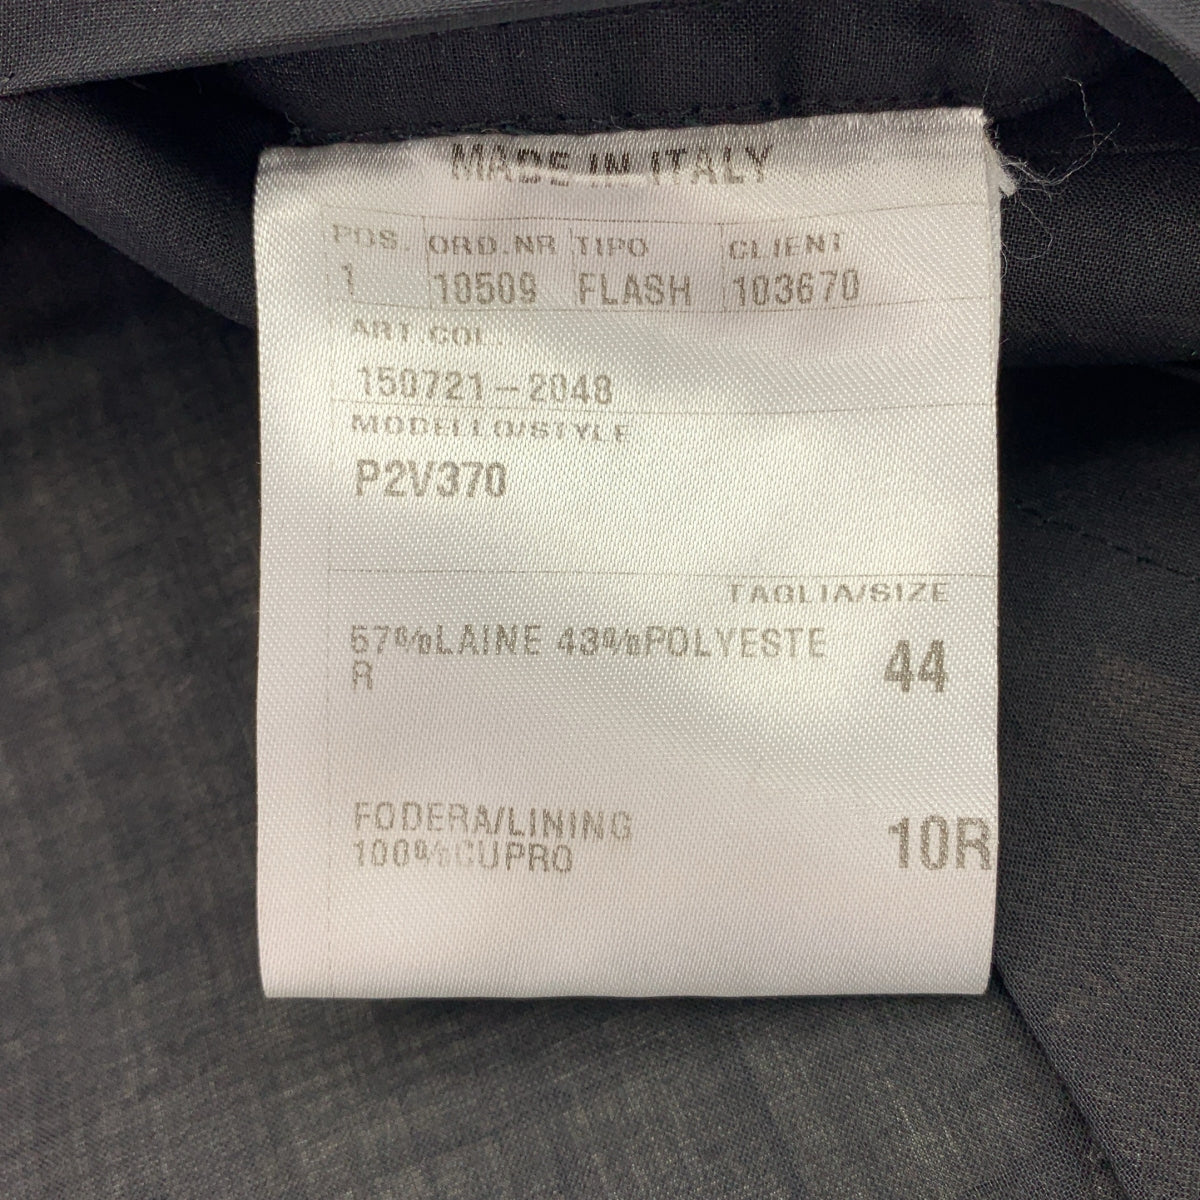 MADE IN ITALY
POS. ORD.NR TIPO CLIENT
1 10509 FLASH 103670
ART.COL.
150721-2048
MODELLO/STYLE
P2V370
TAGLIA/SIZE
57%LAINE 43%POLYESTE
R
44
FODERA/LINING
100%CUPRO
10R